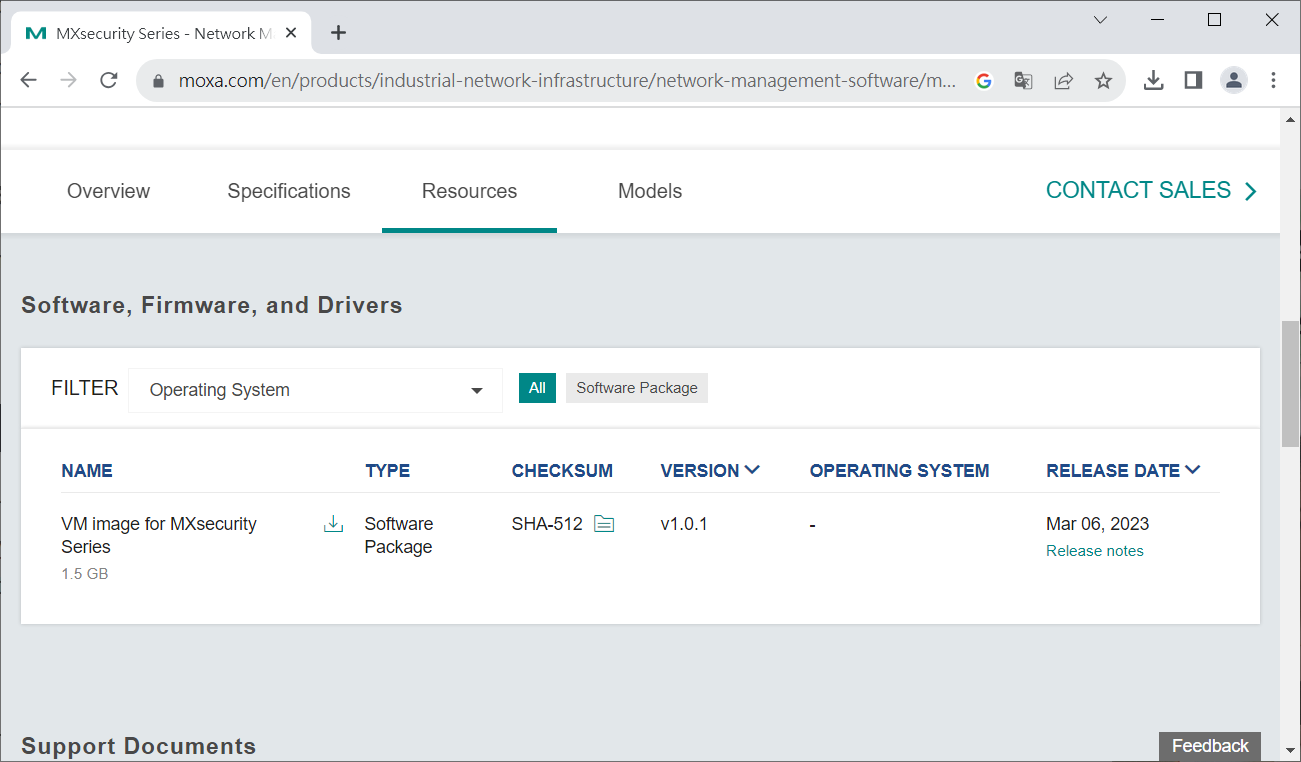 MXsecurity Series - Network M
moxa.com/en/products/industrial-network-infrastructure/network-management-software/m...
Overview
Specifications
Resources
Models
CONTACT SALES
Software, Firmware, and Drivers
FILTER
Operating System
All
Software Package
NAME
TYPE
CHECKSUM
VERSION
OPERATING SYSTEM
RELEASE DATE
VM image for MXsecurity
Series
1.5 GB
Software
Package
SHA-512
v1.0.1
-
Mar 06, 2023
Release notes
Support Documents
Feedback